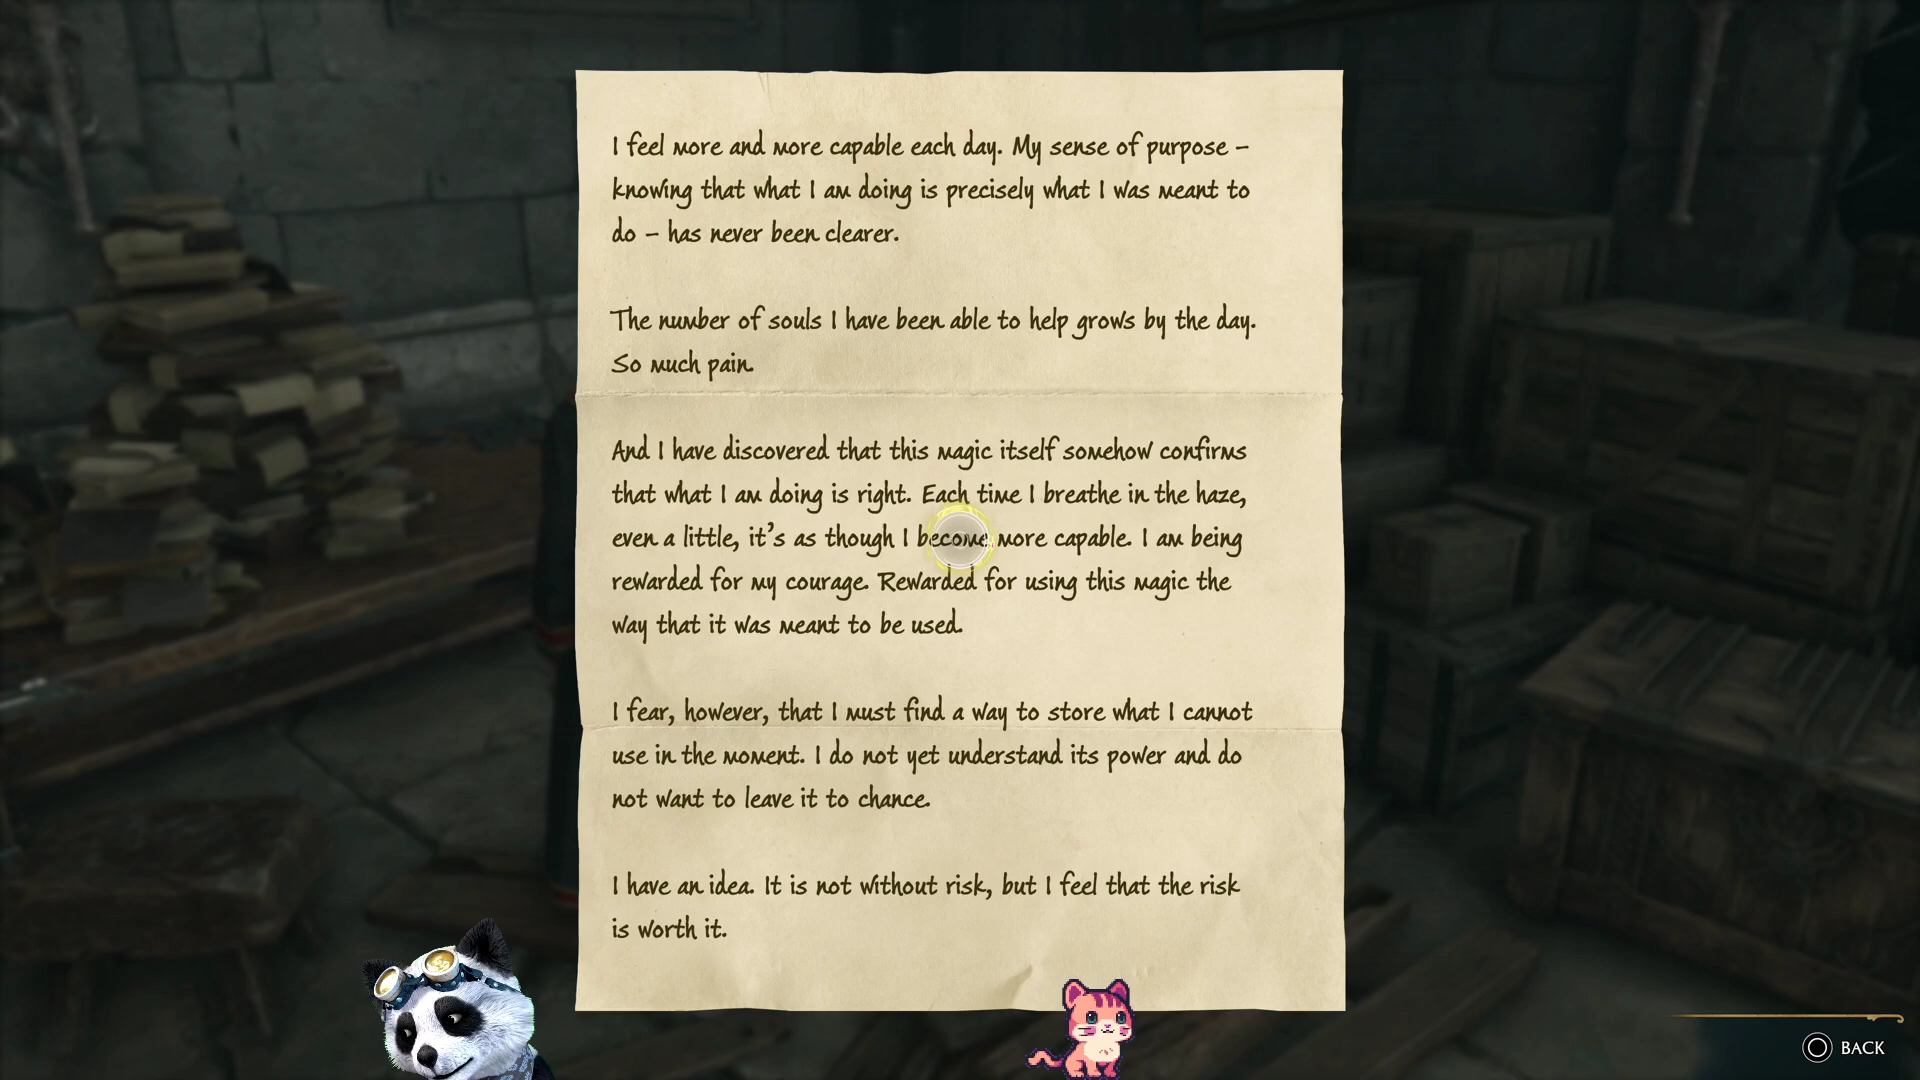 I feel more and more capable each day. My sense of purpose –
knowing that what I am doing is precisely what I was meant to
do – has never been clearer.
The number of souls I have been able to help grows by the day.
So much pain.
And I have discovered that this magic itself somehow confirms
that what I am doing is right. Each time I breathe in the haze,
even a little, it's as though I become more capable. I am being
rewarded for my courage. Rewarded for using this magic the
way that it was meant to be used.
I fear, however, that I must find a way to store what I cannot
use in the moment. I do not yet understand its power and do
not want to leave it to chance.
I have an idea. It is not without risk, but I feel that the risk
is worth it.
BACK